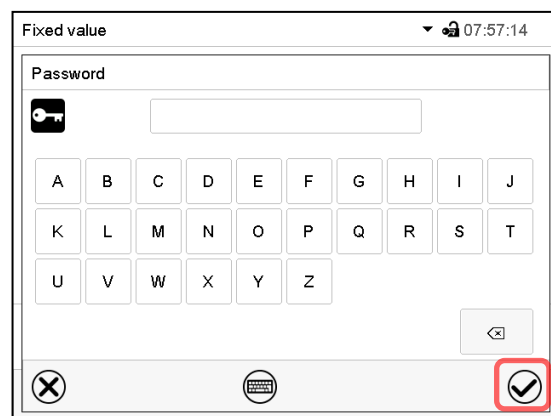 Fixed value 07:57:14
Password
A B C D E F G H I J
K L M N O P Q R S T
U V W X Y Z